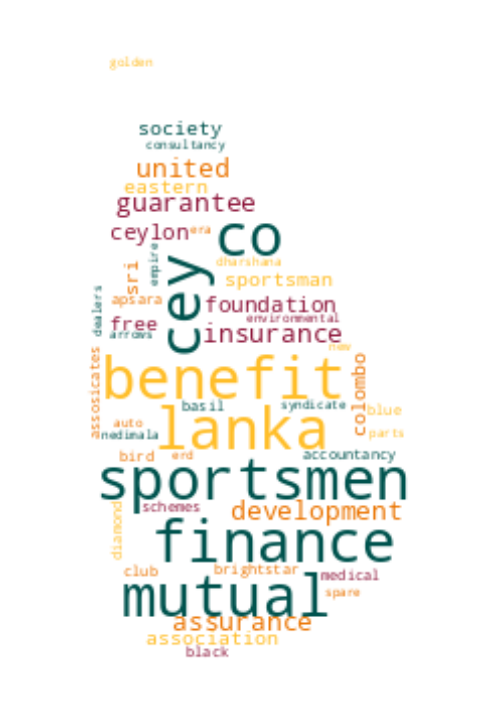 golden
society
consultancy
united
eastern
guarantee
ceylon era co
dharshana
empire
sri
cey
sportsman
apsara
foundation
dealers
environmental
free
arrows
insurance
new
assosicates
benefit
colombo
basil
syndicate
blue
auto
lanka
nedimala
parts
bird
erd
accountancy
sportsmen
schemes
development
diamond
finance
club
brightstar
medical
mutual
spare
assurance
association
black